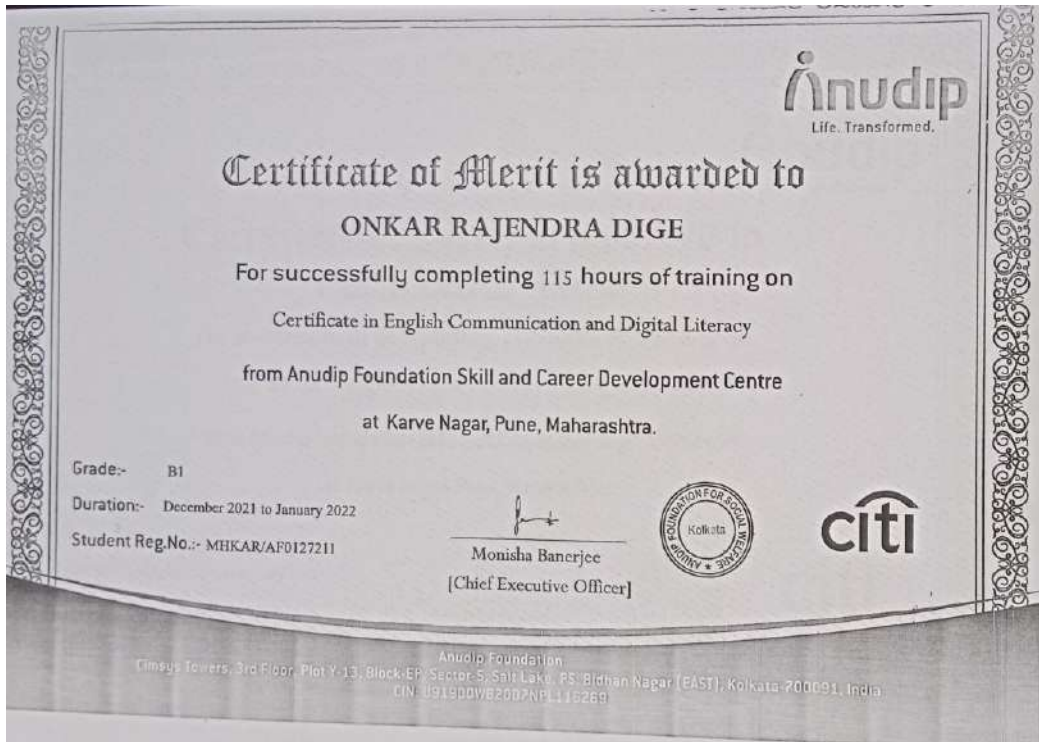 Anudip
Life. Transformed.
Certificate of Merit is awarded to
ONKAR RAJENDRA DIGE
For successfully completing 115 hours of training on
Certificate in English Communication and Digital Literacy
from Anudip Foundation Skill and Career Development Centre
at Karve Nagar, Pune, Maharashtra.
Grade:- B1
Duration:- December 2021 to January 2022
Student Reg.No.:- MHKAR/AF0127211
Monisha Banerjee
[Chief Executive Officer]
ANUDIP FOUNDATION FOR SOCIAL WELFARE
Kolkata
citi
Anudip Foundation
Cimsys Towers, 3rd Floor, Plot Y-13, Block-EP, Sector-5, Salt Lake, PS. Bidhan Nagar (EAST), Kolkata-700091, India
CIN: